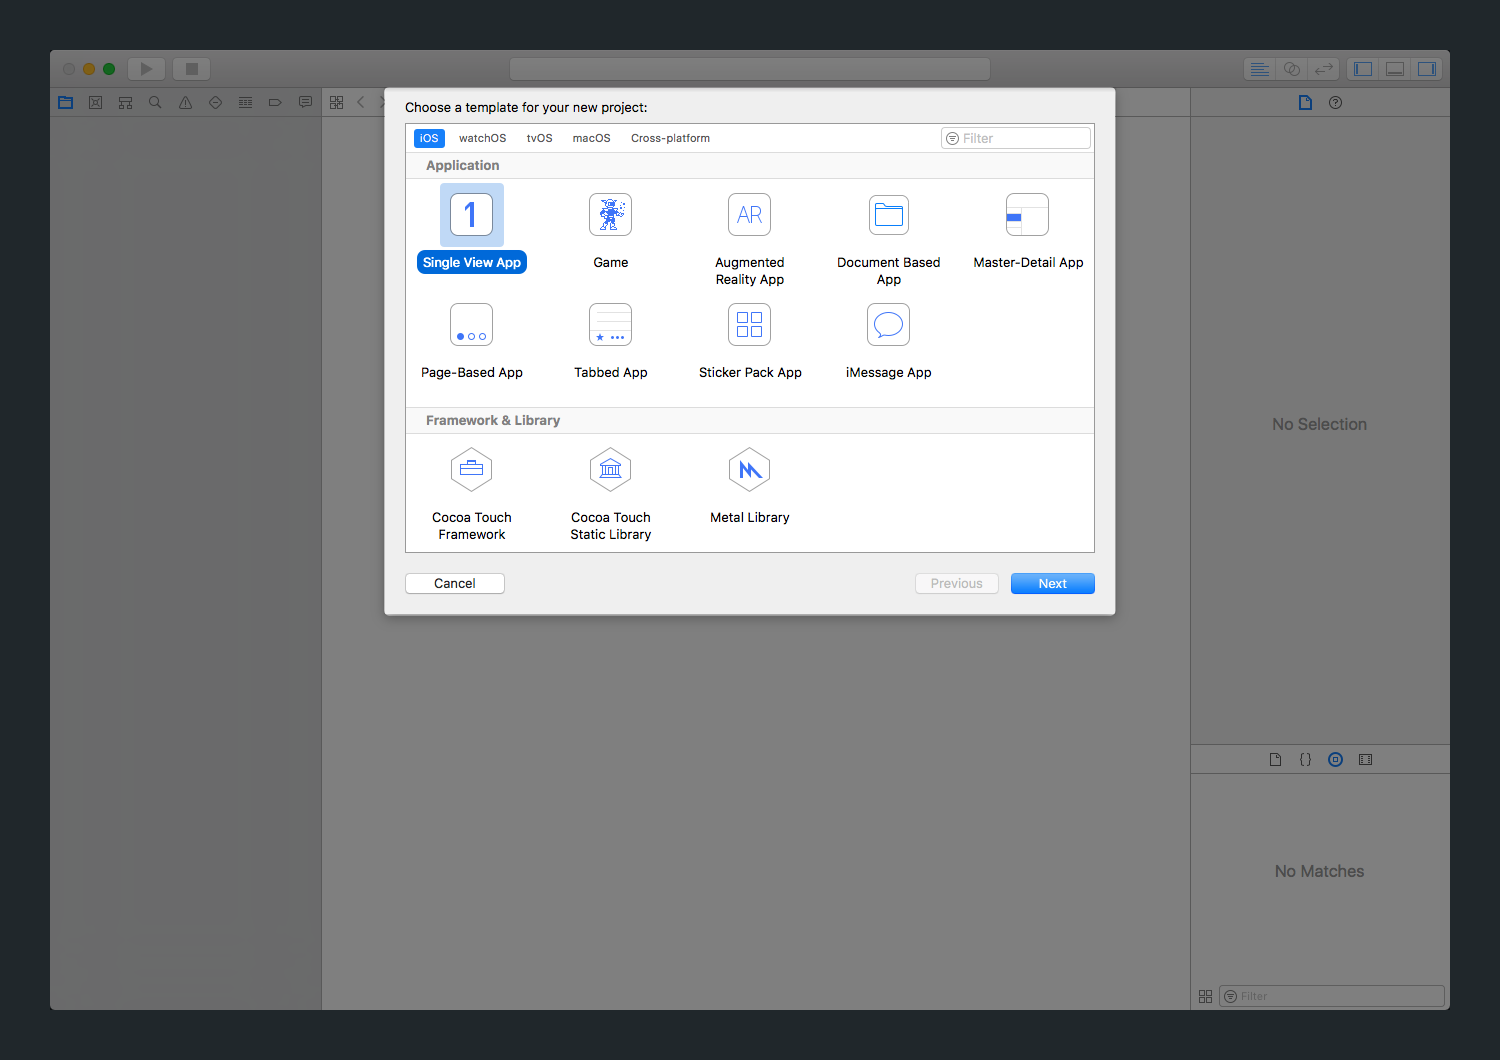 Choose a template for your new project:
iOS watchOS tvOS macOS Cross-platform Filter
Application
1 AR
Single View App Game Augmented Reality App Document Based App Master-Detail App
Page-Based App Tabbed App Sticker Pack App iMessage App
Framework & Library
Cocoa Touch Framework Cocoa Touch Static Library Metal Library
Cancel Previous Next
No Selection
{}
No Matches
Filter